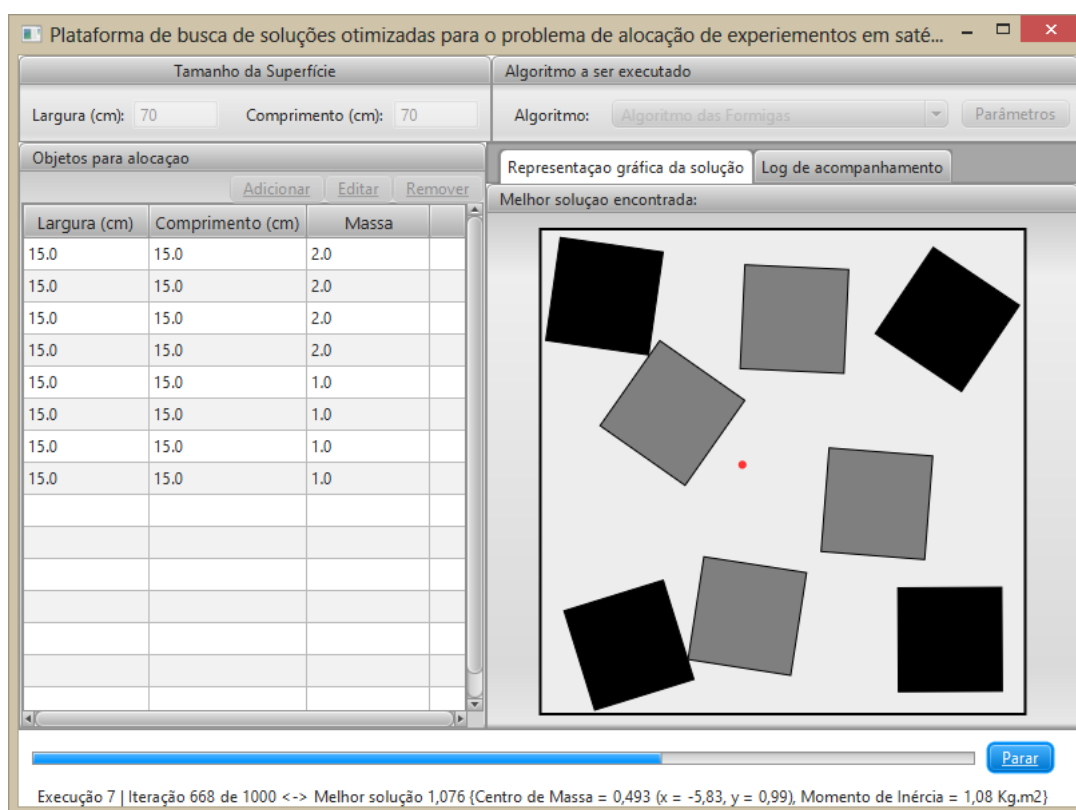 Plataforma de busca de soluções otimizadas para o problema de alocação de experiementos em saté...
Tamanho da Superfície
Algoritmo a ser executado
Largura (cm): 70 Comprimento (cm): 70
Algoritmo: Algoritmo das Formigas Parâmetros
Objetos para alocaçao
Representaçao gráfica da solução Log de acompanhamento
Adicionar Editar Remover
Melhor soluçao encontrada:
Largura (cm) Comprimento (cm) Massa
15.0 15.0 2.0
15.0 15.0 2.0
15.0 15.0 2.0
15.0 15.0 2.0
15.0 15.0 1.0
15.0 15.0 1.0
15.0 15.0 1.0
15.0 15.0 1.0
Parar
Execução 7 | Iteração 668 de 1000 <-> Melhor solução 1,076 {Centro de Massa = 0,493 (x = -5,83, y = 0,99), Momento de Inércia = 1,08 Kg.m2}